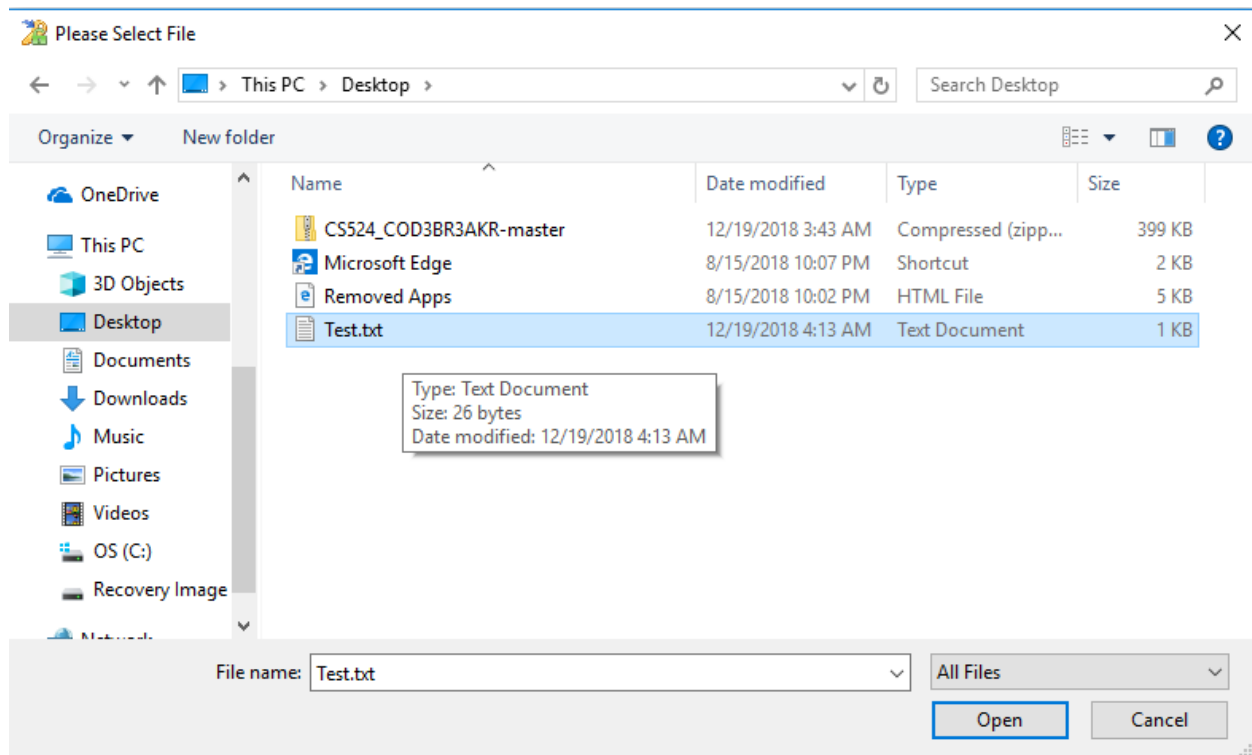 Please Select File
This PC > Desktop >
Search Desktop
Organize
New folder
Name Date modified Type Size
OneDrive
This PC
3D Objects
Desktop
Documents
Downloads
Music
Pictures
Videos
OS (C:)
Recovery Image
Network
CS524_COD3BR3AKR-master 12/19/2018 3:43 AM Compressed (zipp... 399 KB
Microsoft Edge 8/15/2018 10:07 PM Shortcut 2 KB
Removed Apps 8/15/2018 10:02 PM HTML File 5 KB
Test.txt 12/19/2018 4:13 AM Text Document 1 KB
Type: Text Document
Size: 26 bytes
Date modified: 12/19/2018 4:13 AM
File name: Test.txt
All Files
Open
Cancel